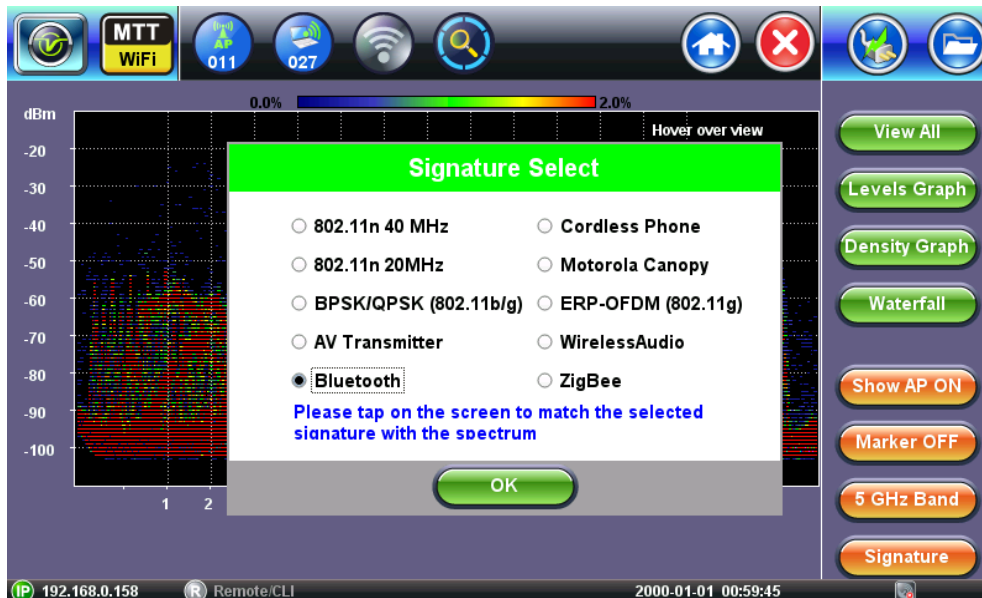 MTT
WiFi
AP
011
027
0.0%
2.0%
dBm
Hover over view
-20
-30
-40
-50
-60
-70
-80
-90
-100
1 2
Signature Select
802.11n 40 MHz
Cordless Phone
802.11n 20MHz
Motorola Canopy
BPSK/QPSK (802.11b/g)
ERP-OFDM (802.11g)
AV Transmitter
WirelessAudio
Bluetooth
ZigBee
Please tap on the screen to match the selected
signature with the spectrum
OK
View All
Levels Graph
Density Graph
Waterfall
Show AP ON
Marker OFF
5 GHz Band
Signature
IP 192.168.0.158
R Remote/CLI
2000-01-01 00:59:45